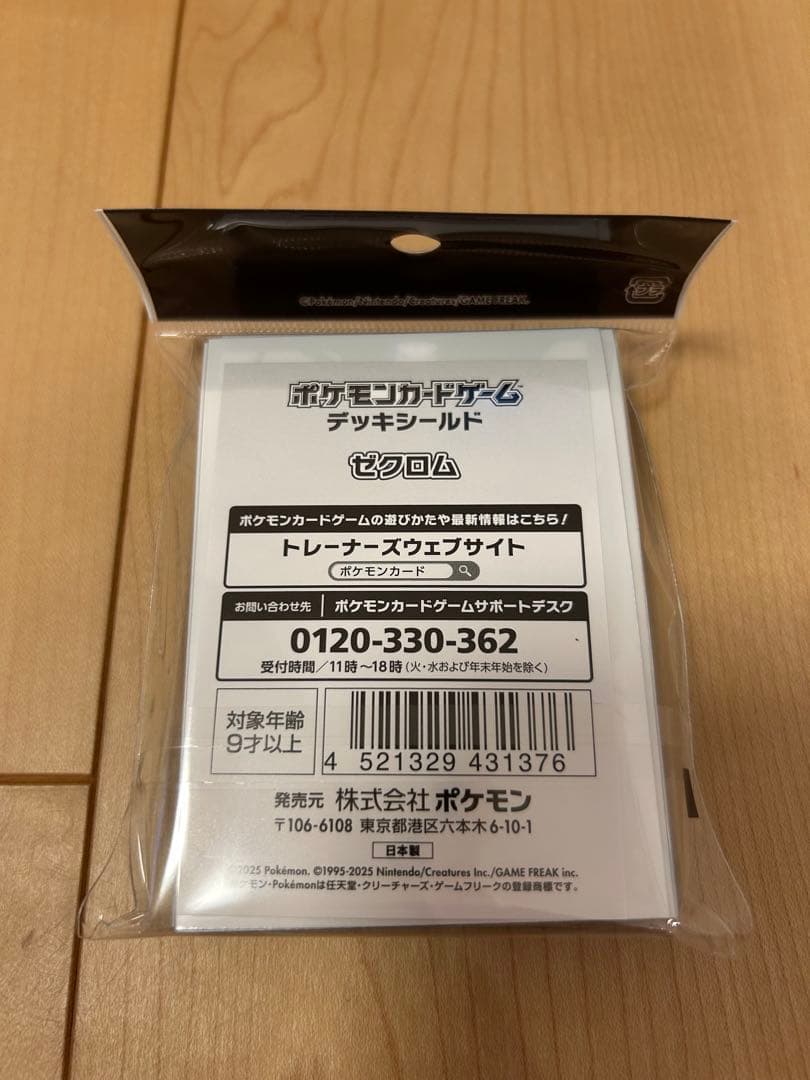 ©Pokémon/Nintendo/Creatures/GAME FREAK.
プラ
ポケモンカードゲーム™
デッキシールド
ゼクロム
ポケモンカードゲームの遊びかたや最新情報はこちら!
トレーナーズウェブサイト
ポケモンカード
お問い合わせ先 | ポケモンカードゲームサポートデスク
0120-330-362
受付時間/11時~18時(火・水および年末年始を除く)
対象年齢
9才以上
4 521329 431376
発売元 株式会社 ポケモン
〒106-6108 東京都港区六本木6-10-1
日本製
©2025 Pokémon. ©1995-2025 Nintendo/Creatures Inc./GAME FREAK inc.
ポケモン・Pokémonは任天堂・クリーチャーズ・ゲームフリークの登録商標です。